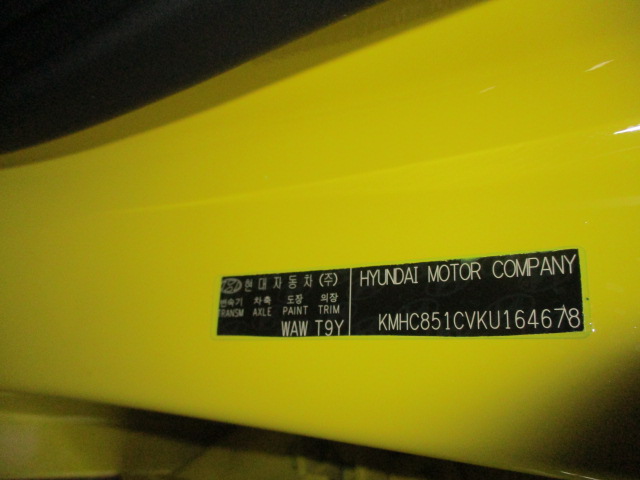 현대자동차(주)
변속기 차축 도장 의장
TRANSM AXLE PAINT TRIM
WAW T9Y
HYUNDAI MOTOR COMPANY
KMHC851CVKU164678